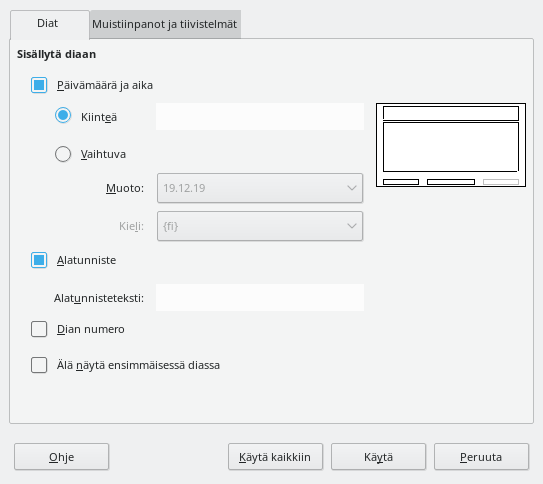 Diat
Muistiinpanot ja tiivistelmät
Sisällytä diaan
Päivämäärä ja aika
Kiinteä
Vaihtuva
Muoto: 19.12.19
Kieli: {fi}
Alatunniste
Alatunnisteteksti:
Dian numero
Älä näytä ensimmäisessä diassa
Ohje Käytä kaikkiin Käytä Peruuta